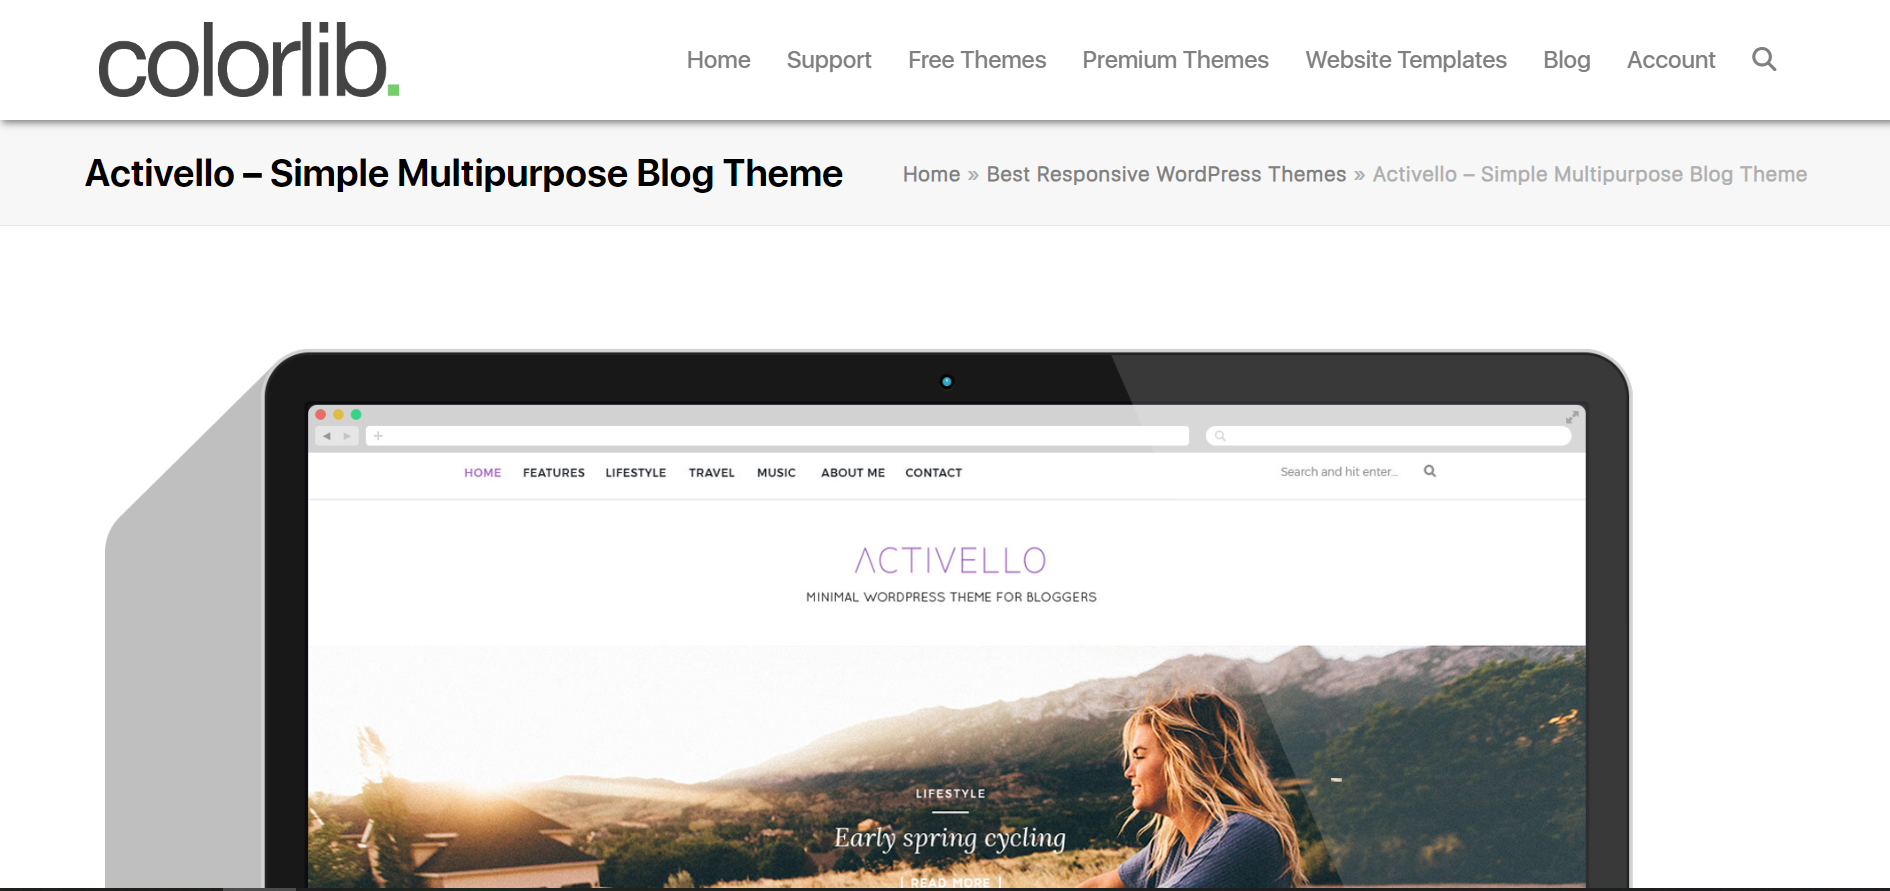 colorlib.
Home Support Free Themes Premium Themes Website Templates Blog Account
Activello – Simple Multipurpose Blog Theme
Home » Best Responsive WordPress Themes » Activello – Simple Multipurpose Blog Theme
HOME FEATURES LIFESTYLE TRAVEL MUSIC ABOUT ME CONTACT
Search and hit enter...
ACTIVELLO
MINIMAL WORDPRESS THEME FOR BLOGGERS
LIFESTYLE
Early spring cycling
READ MORE